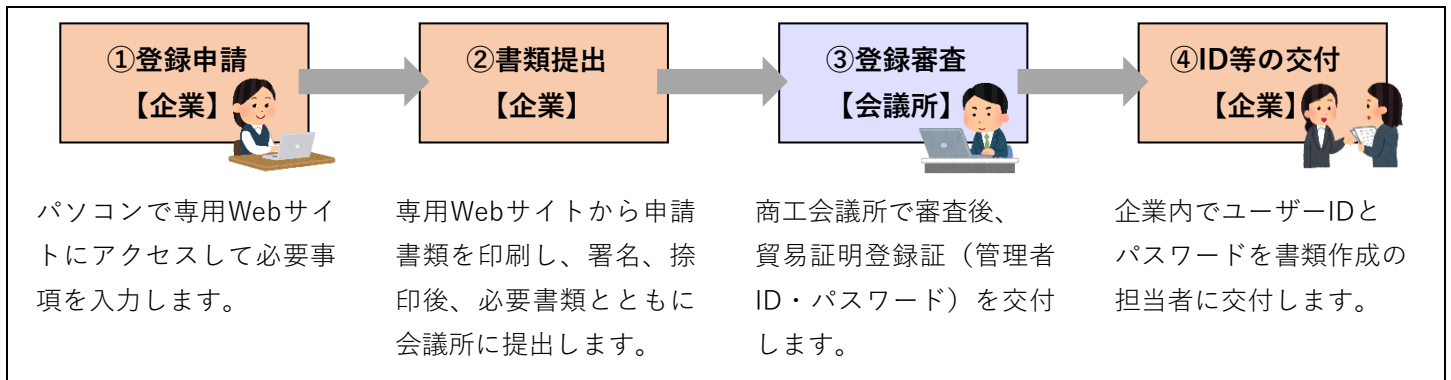 ①登録申請
【企業】
②書類提出
【企業】
③登録審査
【会議所】
④ID等の交付
【企業】
パソコンで専用Webサイ
トにアクセスして必要事
項を入力します。
専用Webサイトから申請
書類を印刷し、署名、捺
印後、必要書類とともに
会議所に提出します。
商工会議所で審査後、
貿易証明登録証（管理者
ID・パスワード）を交付
します。
企業内でユーザーIDと
パスワードを書類作成の
担当者に交付します。